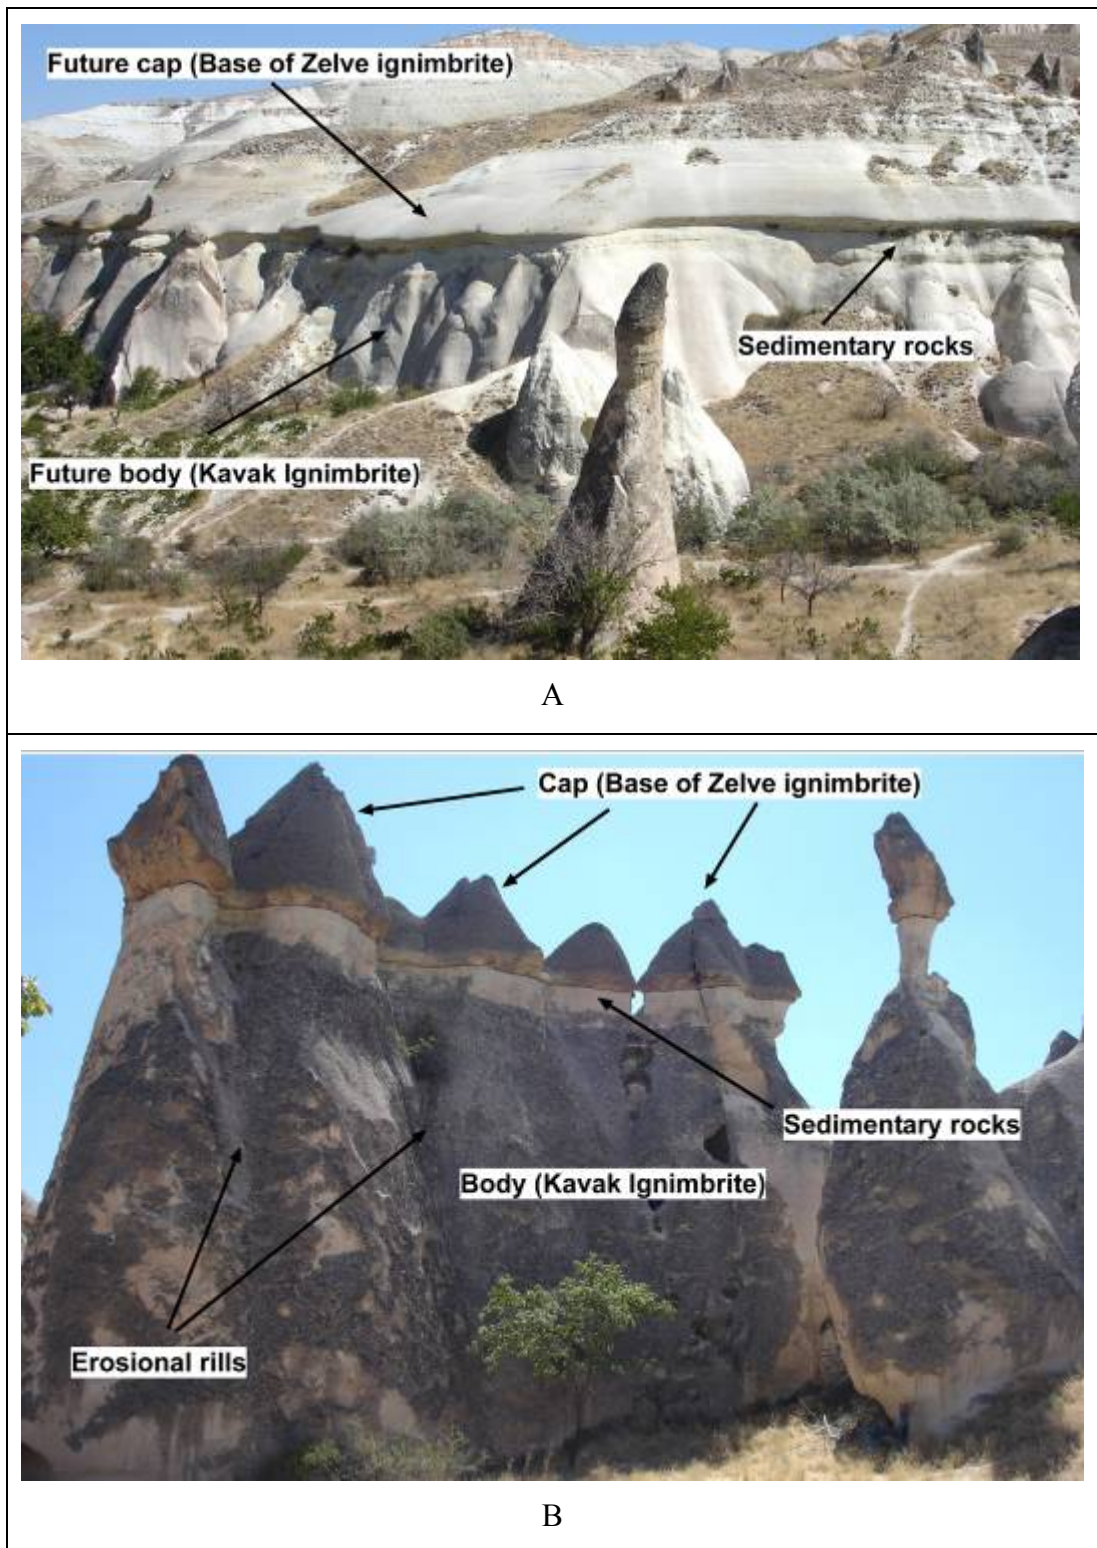 Future cap (Base of Zelve ignimbrite)
Sedimentary rocks
Future body (Kavak Ignimbrite)
A
Cap (Base of Zelve ignimbrite)
Sedimentary rocks
Body (Kavak Ignimbrite)
Erosional rills
B